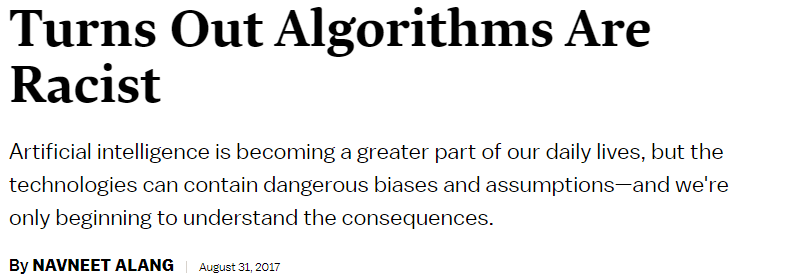 Turns Out Algorithms Are
Racist
Artificial intelligence is becoming a greater part of our daily lives, but the
technologies can contain dangerous biases and assumptions—and we're
only beginning to understand the consequences.
By NAVNEET ALANG | August 31, 2017